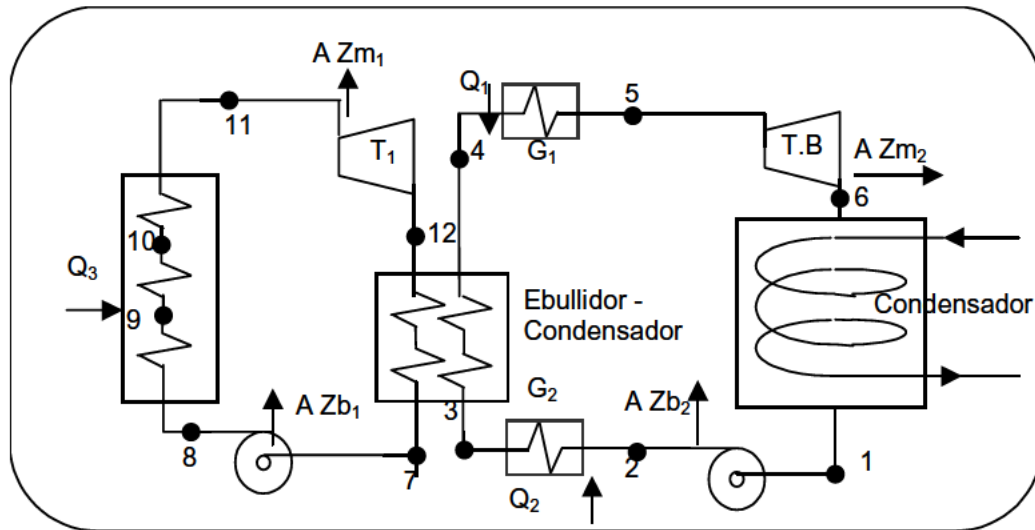 A Zm₁
Q₁
5
11
T₁
4
G₁
T.B
A Zm₂
6
12
10
Q₃
Ebullidor -
Condensador
Condensador
9
3
G₂
A Zb₁
A Zb₂
8
7
2
1
Q₂